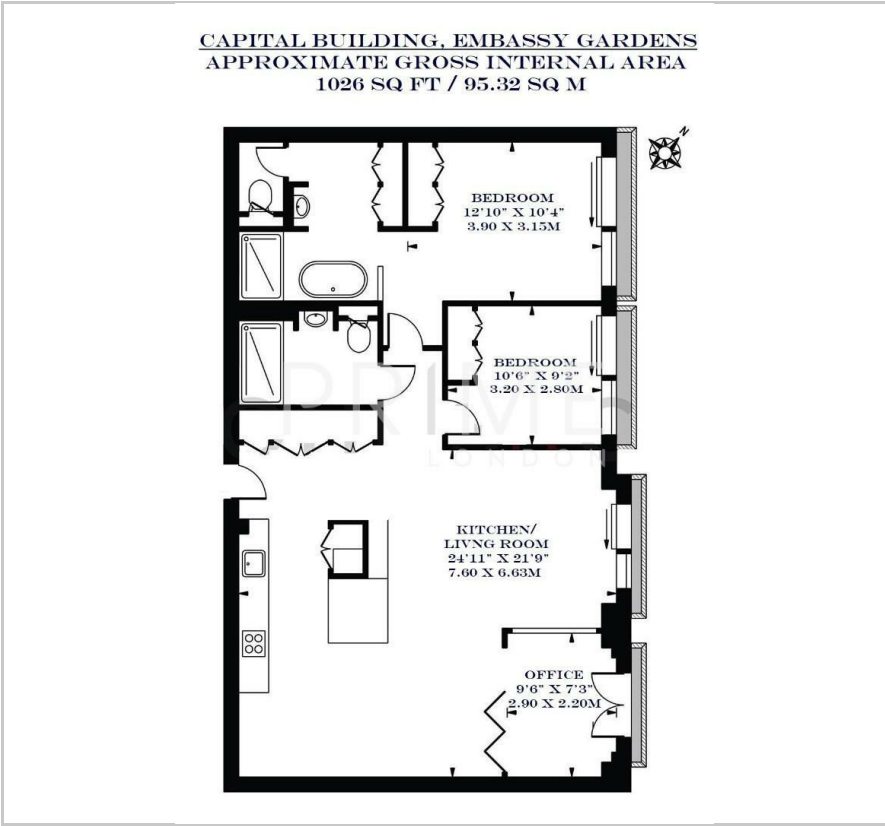 CAPITAL BUILDING, EMBASSY GARDENS
APPROXIMATE GROSS INTERNAL AREA
1026 SQ FT / 95.32 SQ M
N
BEDROOM
12'10" X 10'4"
3.90 X 3.15M
BEDROOM
10'6" X 9'2"
3.20 X 2.80M
PRIME
LONDON
KITCHEN/
LIVNG ROOM
24'11" X 21'9"
7.60 X 6.63M
OFFICE
9'6" X 7'3"
2.90 X 2.20M